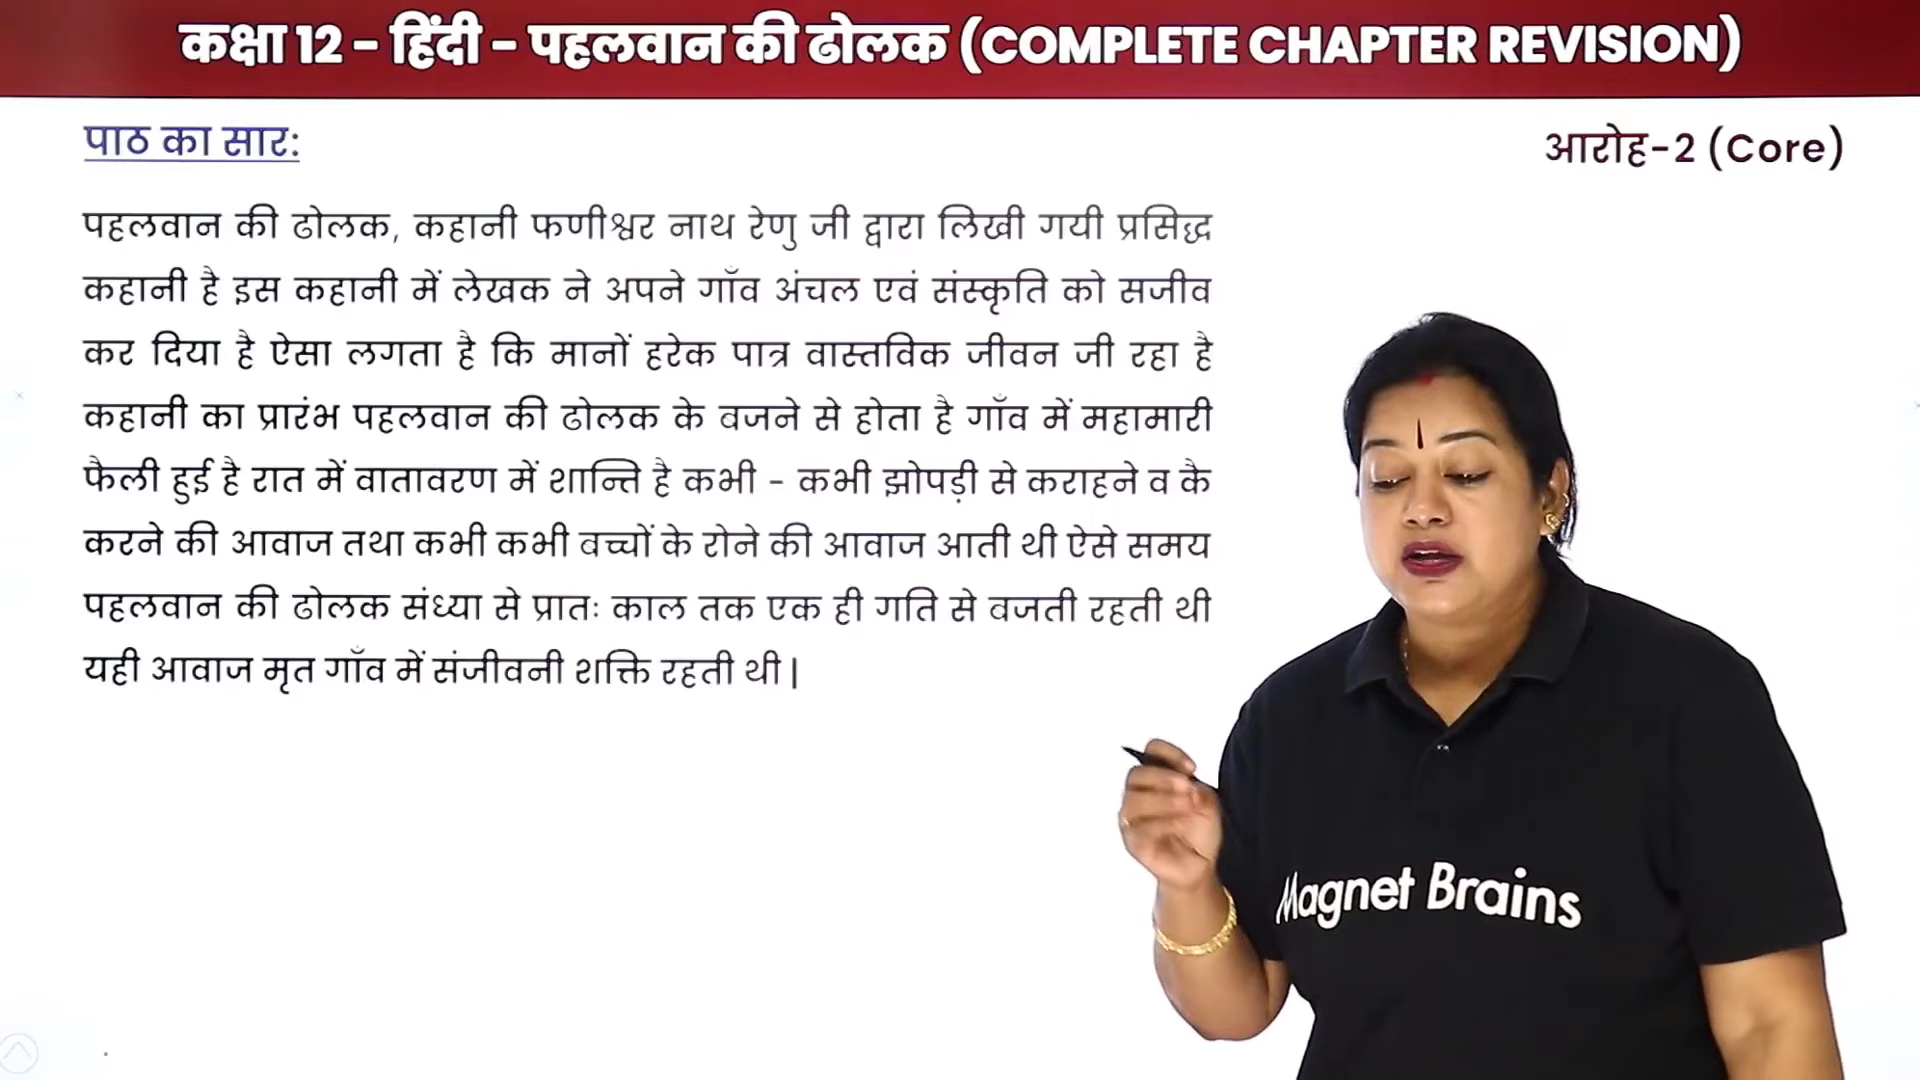 कक्षा 12 - हिंदी - पहलवान की ढोलक (COMPLETE CHAPTER REVISION)
पाठ का सार:
आरोह-2 (Core)
पहलवान की ढोलक, कहानी फणीश्वर नाथ रेणु जी द्वारा लिखी गयी प्रसिद्ध
कहानी है इस कहानी में लेखक ने अपने गाँव अंचल एवं संस्कृति को सजीव
कर दिया है ऐसा लगता है कि मानों हरेक पात्र वास्तविक जीवन जी रहा है
कहानी का प्रारंभ पहलवान की ढोलक के बजने से होता है गाँव में महामारी
फैली हुई है रात में वातावरण में शान्ति है कभी - कभी झोपड़ी से कराहने व कै
करने की आवाज तथा कभी कभी बच्चों के रोने की आवाज आती थी ऐसे समय
पहलवान की ढोलक संध्या से प्रातः काल तक एक ही गति से बजती रहती थी
यही आवाज मृत गाँव में संजीवनी शक्ति रहती थी |
Magnet Brains